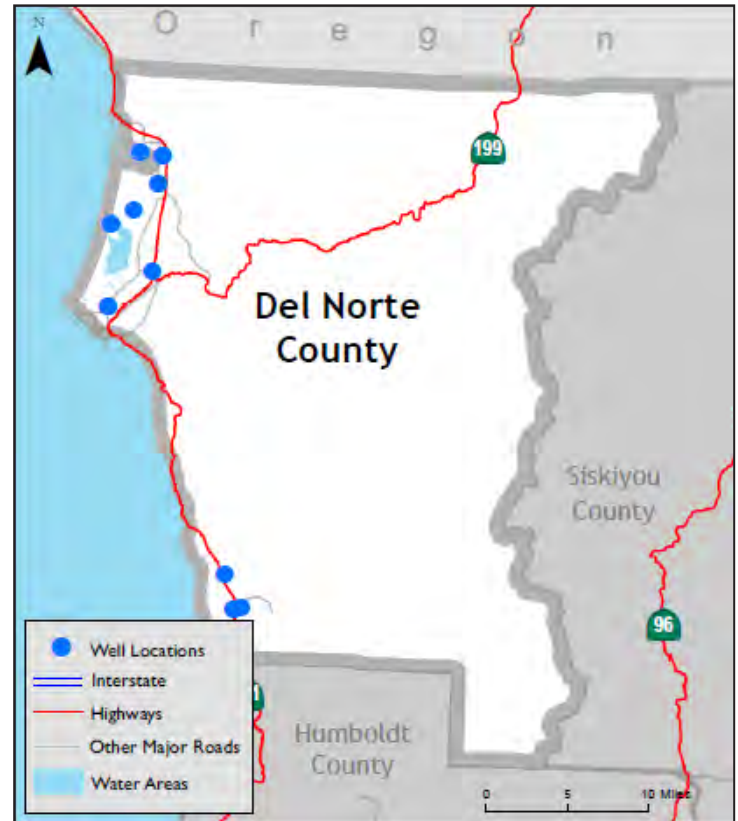 N
Oregon
199
Del Norte
County
Siskiyou
County
96
Well Locations
Interstate
Highways
Other Major Roads
Water Areas
1
Humboldt
County
0 5 10 Miles